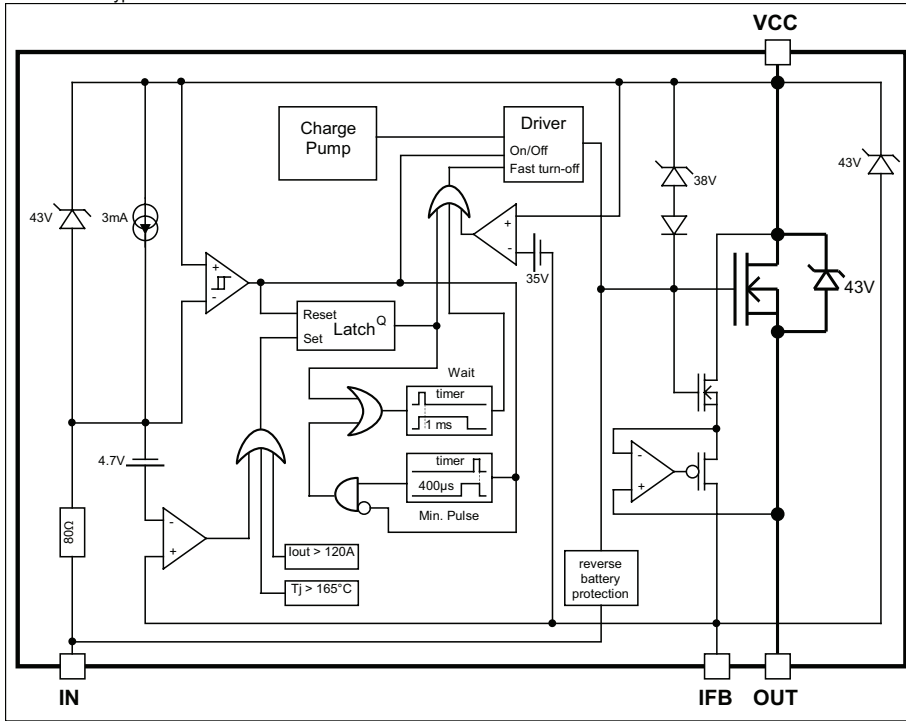 VCC
Charge
Pump
Driver
On/Off
Fast turn-off
43V
3mA
38V
43V
+
-
35V
+
-
43V
Reset
Latch Q
Set
Wait
timer
1 ms
4.7V
timer
400µs
Min. Pulse
-
+
80Ω
-
+
Iout > 120A
Tj > 165°C
reverse
battery
protection
IN
IFB
OUT